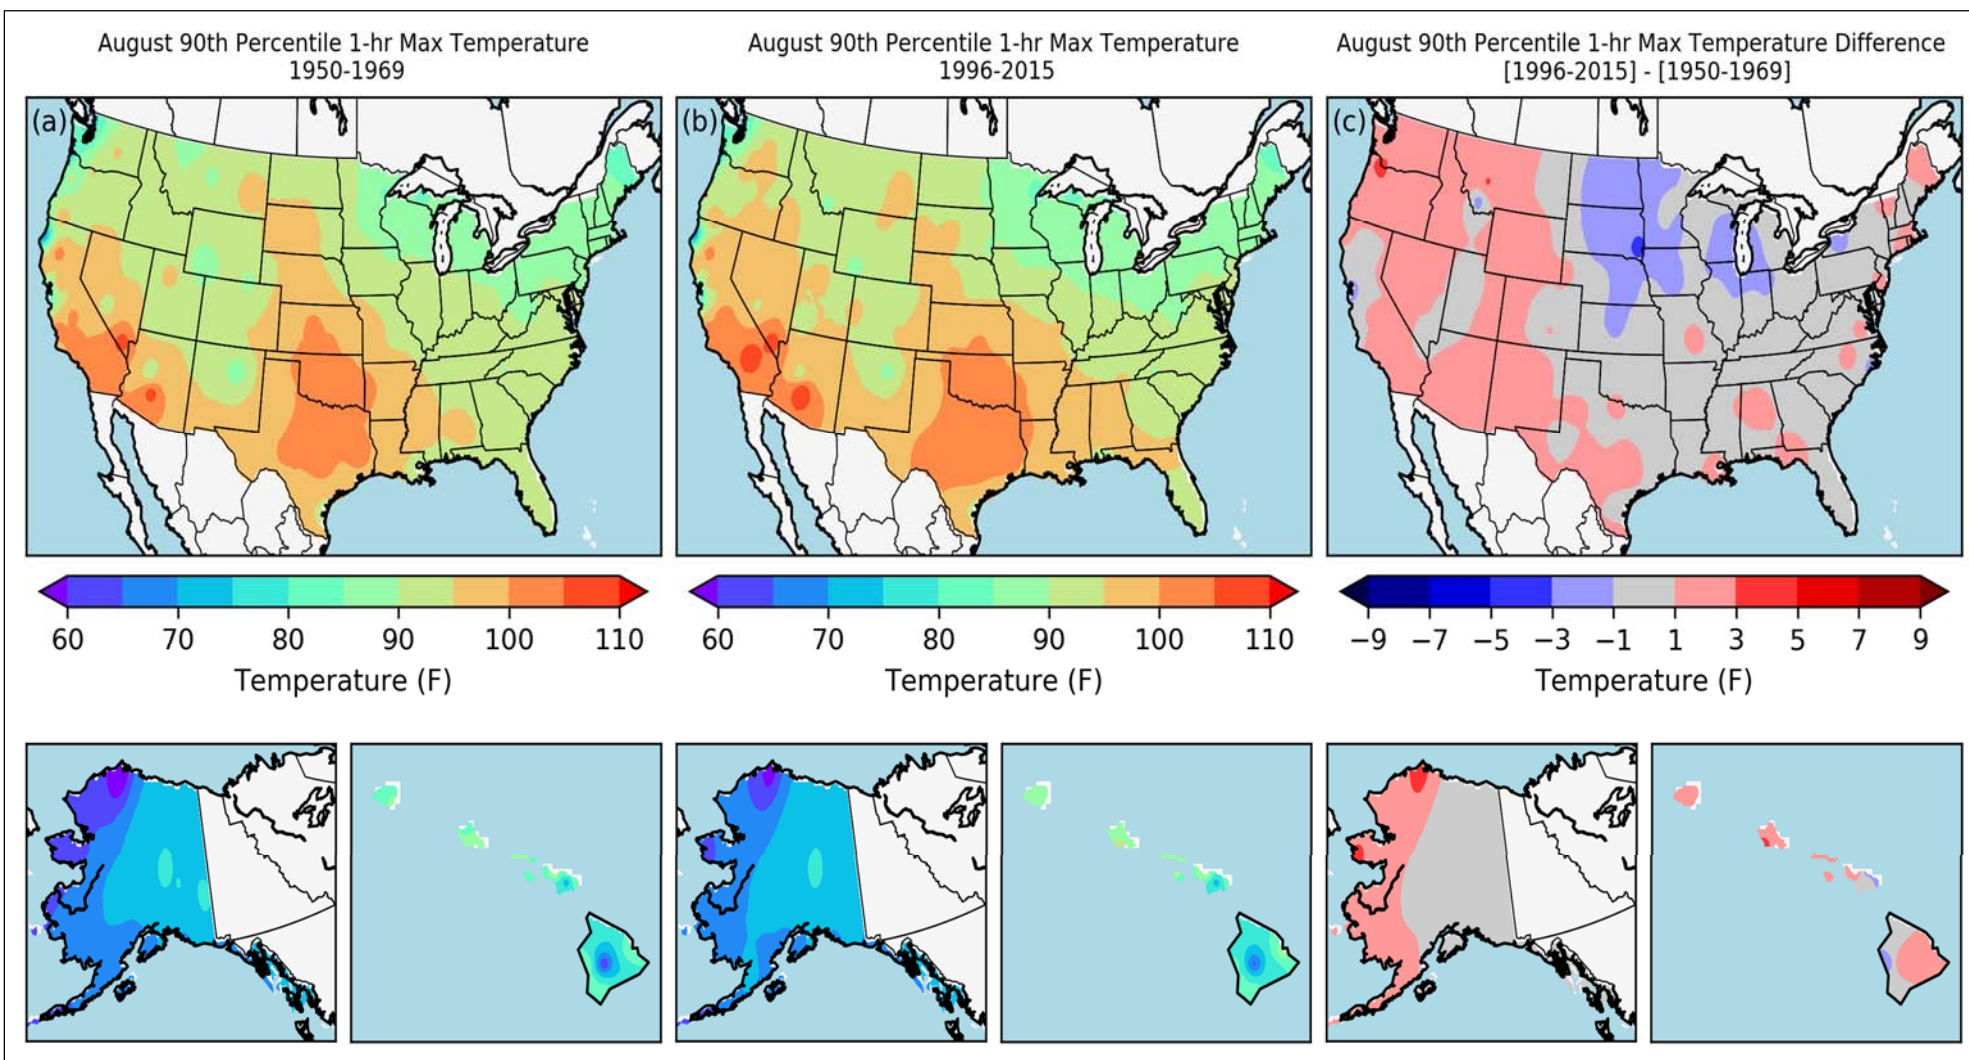 August 90th Percentile 1-hr Max Temperature
1950-1969
August 90th Percentile 1-hr Max Temperature
1996-2015
August 90th Percentile 1-hr Max Temperature Difference
[1996-2015] - [1950-1969]
(a)
(b)
(c)
60 70 80 90 100 110
Temperature (F)
60 70 80 90 100 110
Temperature (F)
−9 −7 −5 −3 −1 1 3 5 7 9
Temperature (F)